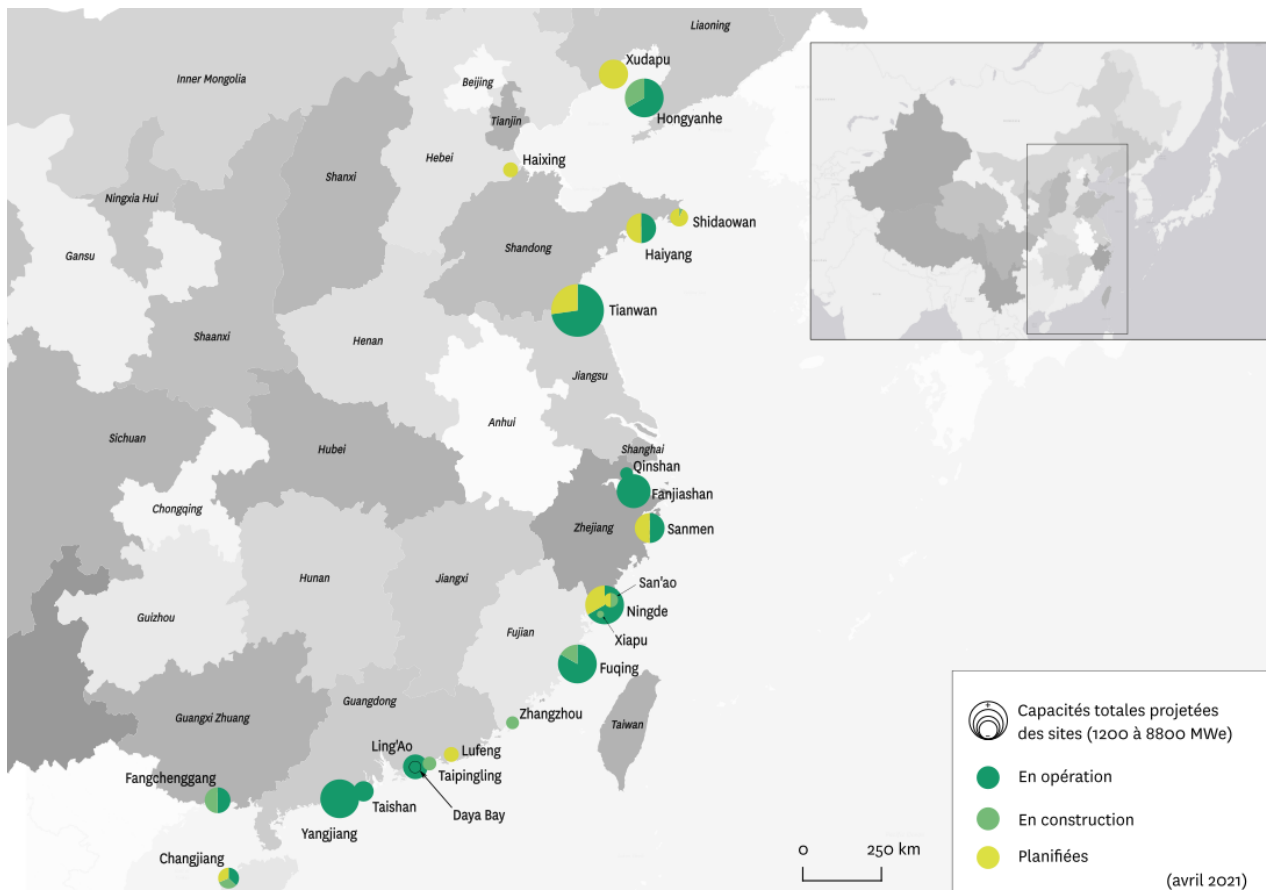 Liaoning
Xudapu
Inner Mongolia
Beijing
Hongyanhe
Tianjin
Hebei
Haixing
Shanxi
Ningxia Hui
Shidaowan
Shandong
Haiyang
Gansu
Tianwan
Shaanxi
Henan
Jiangsu
Anhui
Sichuan
Hubei
Shanghai
Qinshan
Fanjiashan
Chongqing
Zhejiang
Sanmen
Hunan
Jiangxi
San'ao
Ningde
Guizhou
Fujian
Xiapu
Fuqing
Guangdong
Zhangzhou
Guangxi Zhuang
Taiwan
Ling'Ao
Lufeng
Fangchenggang
Taipingling
Taishan
Daya Bay
Yangjiang
Changjiang
0 250 km
Capacités totales projetées
des sites (1200 à 8800 MWe)
En opération
En construction
Planifiées
(avril 2021)